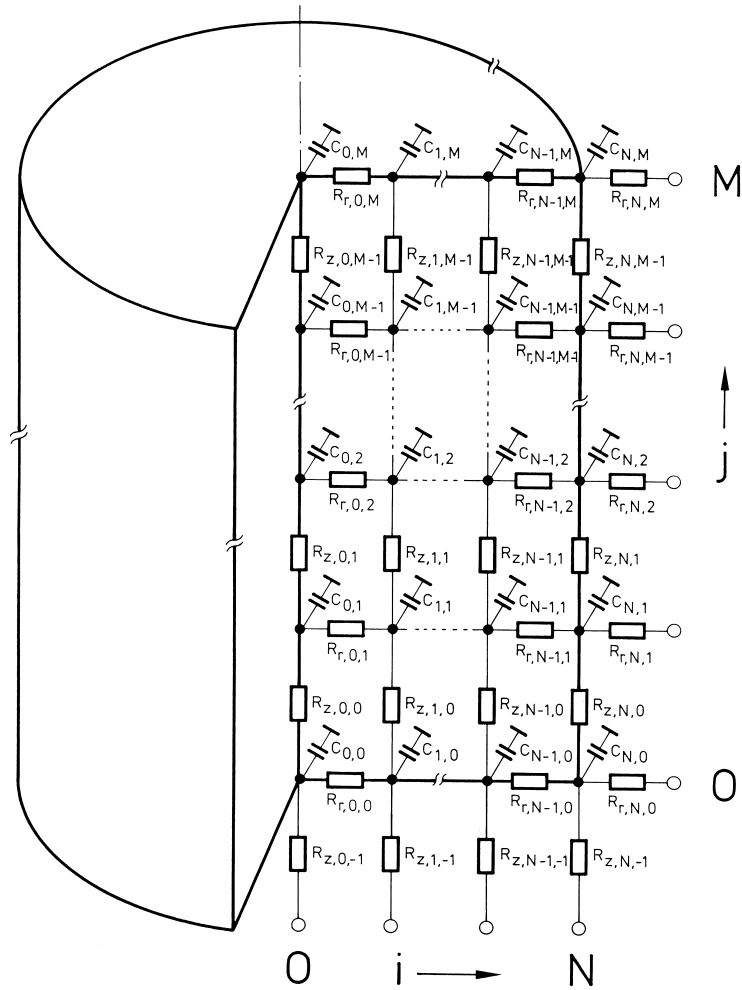 C0,M C1,M CN-1,M CN,M
M
Rr,0,M Rr,N-1,M Rr,N,M
Rz,0,M-1 Rz,1,M-1 Rz,N-1,M-1 Rz,N,M-1
C0,M-1 C1,M-1 CN-1,M-1 CN,M-1
Rr,0,M-1 Rr,N-1,M-1 Rr,N,M-1
j
C0,2 C1,2 CN-1,2 CN,2
Rr,0,2 Rr,N-1,2 Rr,N,2
Rz,0,1 Rz,1,1 Rz,N-1,1 Rz,N,1
C0,1 C1,1 CN-1,1 CN,1
Rr,0,1 Rr,N-1,1 Rr,N,1
Rz,0,0 Rz,1,0 Rz,N-1,0 Rz,N,0
C0,0 C1,0 CN-1,0 CN,0
O
Rr,0,0 Rr,N-1,0 Rr,N,0
Rz,0,-1 Rz,1,-1 Rz,N-1,-1 Rz,N,-1
O i N